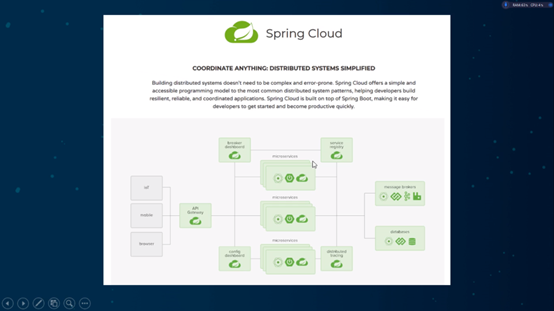 Spring Cloud
COORDINATE ANYTHING: DISTRIBUTED SYSTEMS SIMPLIFIED
Building distributed systems doesn't need to be complex and error-prone. Spring Cloud offers a simple and
accessible programming model to the most common distributed system patterns, helping developers build
resilient, reliable, and coordinated applications. Spring Cloud is built on top of Spring Boot, making it easy for
developers to get started and become productive quickly.
breaker
dashboard
service
registry
microservices
IoT
mobile
browser
API
Gateway
microservices
message brokers
databases
microservices
config
dashboard
distributed
tracing